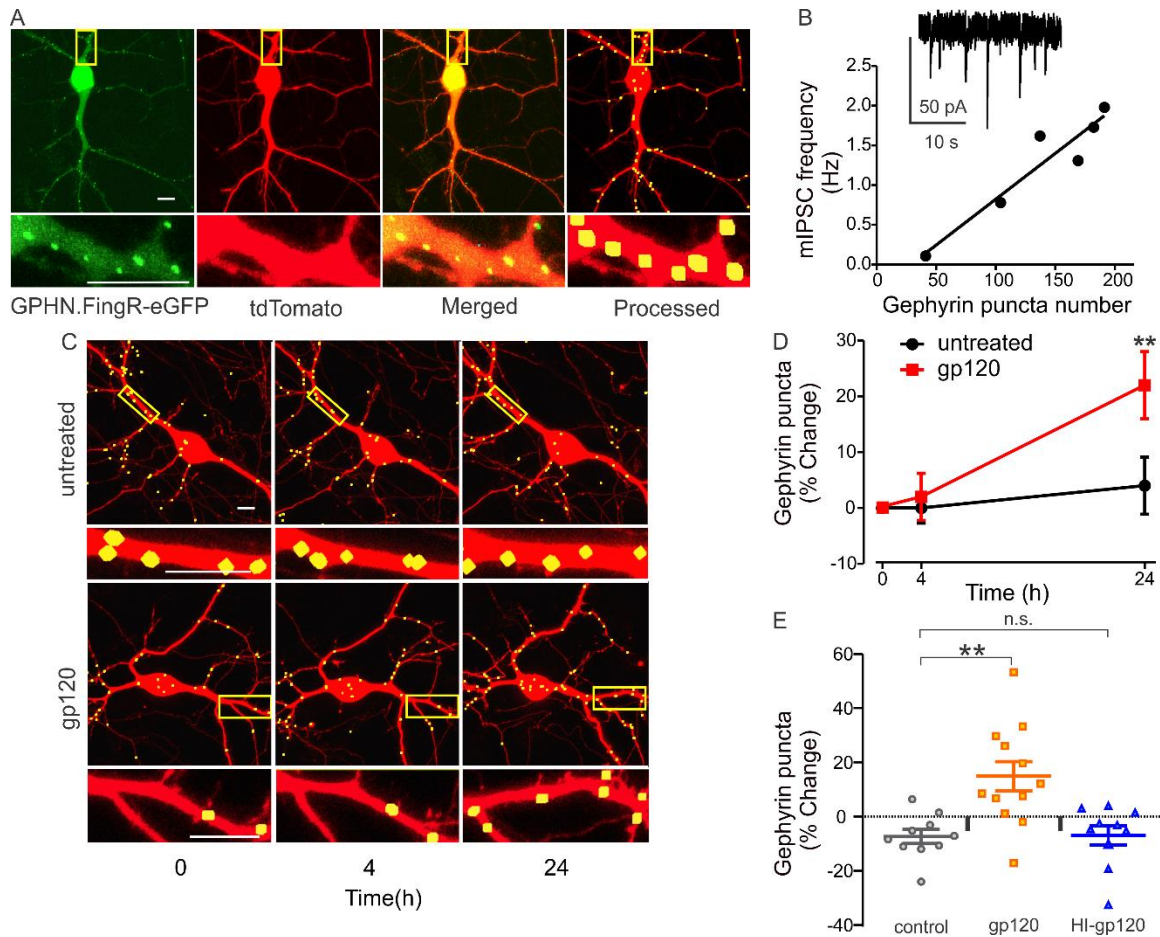 A
GPHN.FingR-eGFP tdTomato Merged Processed
B
50 pA
10 s
mIPSC frequency
(Hz)
2.5
2.0
1.5
1.0
0.5
0.0
0 50 100 150 200
Gephyrin puncta number
C
untreated
gp120
0 4 24
Time(h)
D
untreated
gp120
**
Gephyrin puncta
(% Change)
30
20
10
0
-10
0 4 24
Time (h)
E
n.s.
**
Gephyrin puncta
(% Change)
60
40
20
0
-20
-40
control gp120 HI-gp120